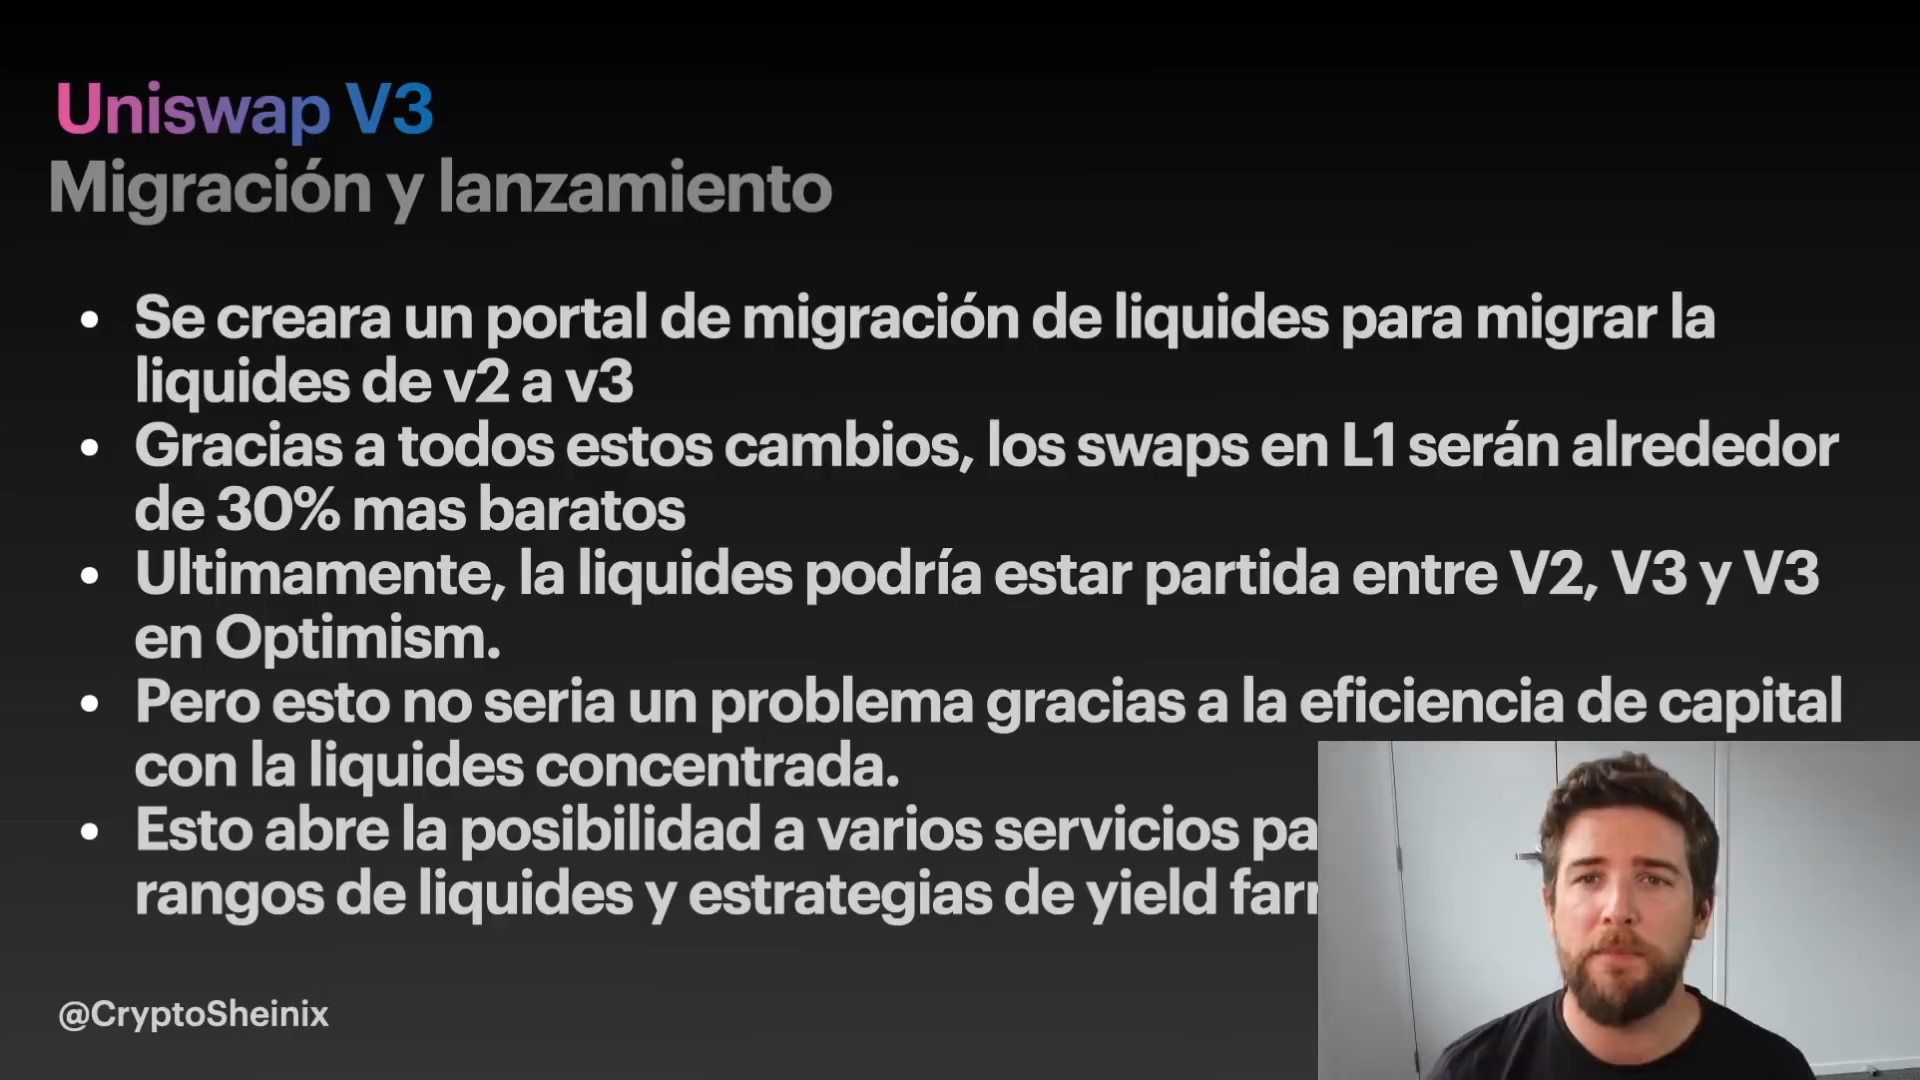 Uniswap V3
Migración y lanzamiento
• Se creara un portal de migración de liquides para migrar la
liquides de v2 a v3
• Gracias a todos estos cambios, los swaps en L1 serán alrededor
de 30% mas baratos
• Ultimamente, la liquides podría estar partida entre V2, V3 y V3
en Optimism.
• Pero esto no seria un problema gracias a la eficiencia de capital
con la liquides concentrada.
• Esto abre la posibilidad a varios servicios
rangos de liquides y estrategias de yield
@CryptoSheinix